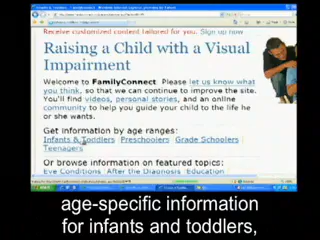 Receive customized content tailored for you. Sign up now
Raising a Child with a Visual
Impairment
Welcome to FamilyConnect. Please let us know what
you think, so that we can continue to improve the site.
You'll find videos, personal stories, and an online
community to help you guide your child to the life he
or she wants.
Get information by age ranges:
Infants & Toddlers | Preschoolers | Grade Schoolers |
Teenagers
Or browse information on featured topics:
Eye Conditions After the Diagnosis Education
age-specific information
for infants and toddlers,